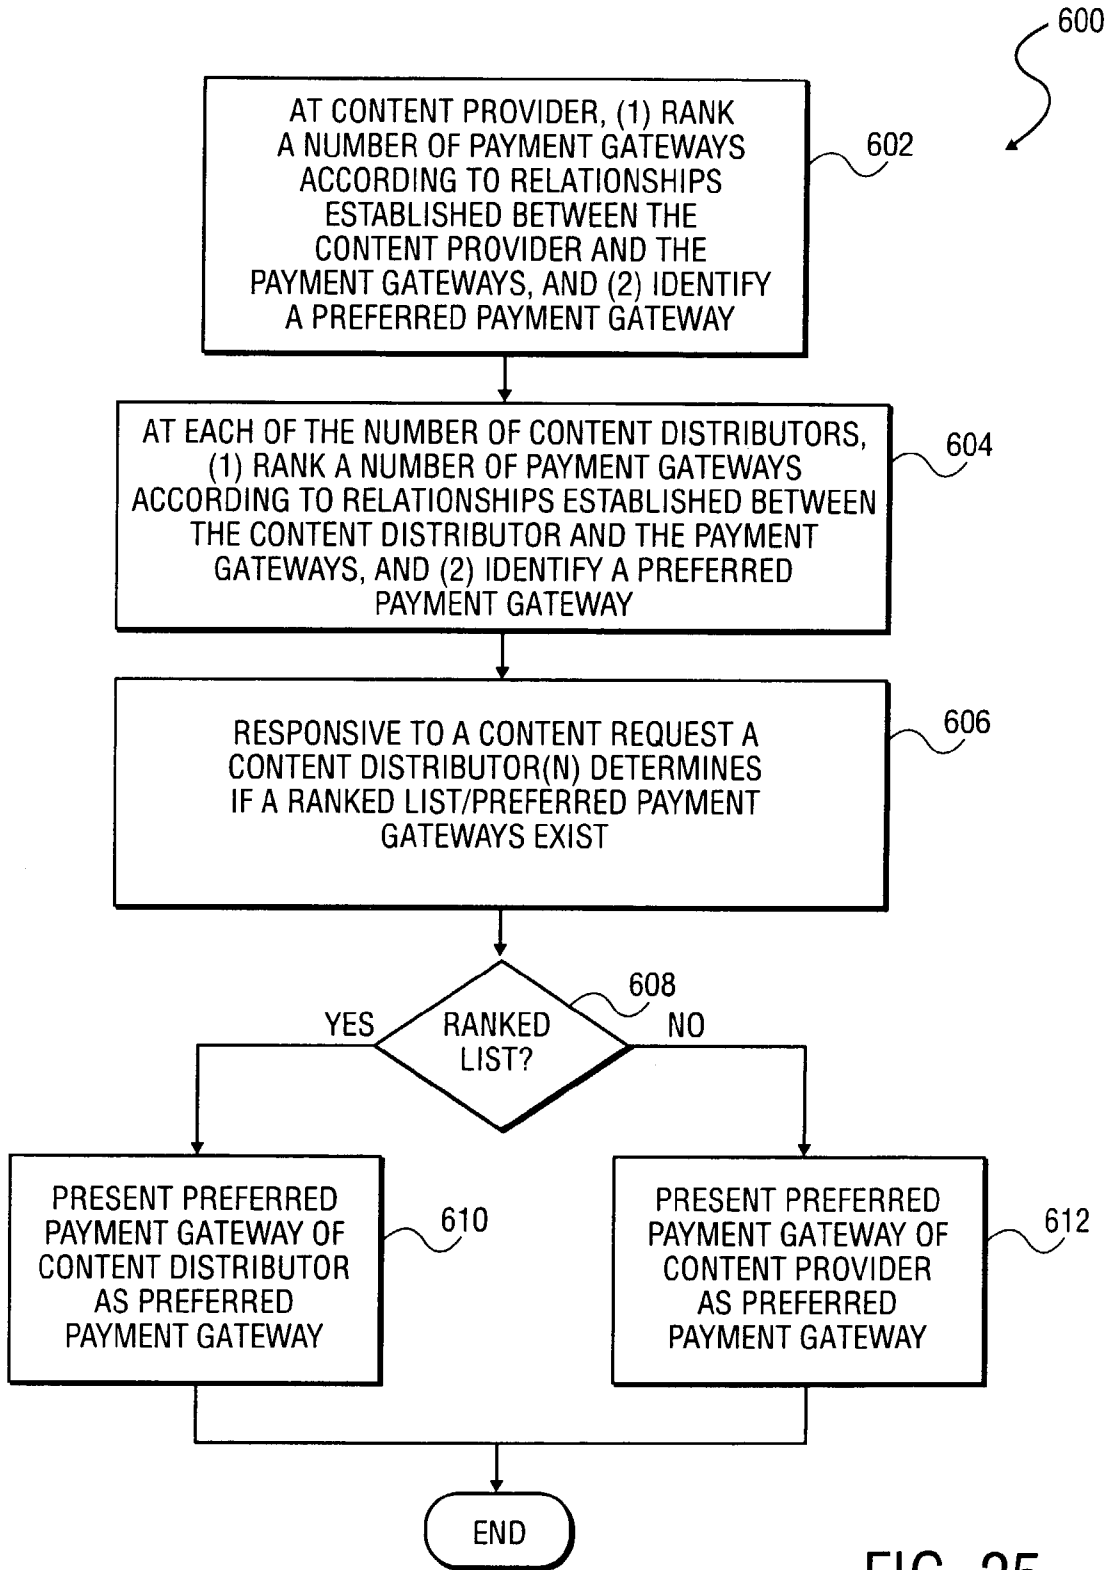 600
AT CONTENT PROVIDER, (1) RANK
A NUMBER OF PAYMENT GATEWAYS
ACCORDING TO RELATIONSHIPS
ESTABLISHED BETWEEN THE
CONTENT PROVIDER AND THE
PAYMENT GATEWAYS, AND (2) IDENTIFY
A PREFERRED PAYMENT GATEWAY
602
AT EACH OF THE NUMBER OF CONTENT DISTRIBUTORS,
(1) RANK A NUMBER OF PAYMENT GATEWAYS
ACCORDING TO RELATIONSHIPS ESTABLISHED BETWEEN
THE CONTENT DISTRIBUTOR AND THE PAYMENT
GATEWAYS, AND (2) IDENTIFY A PREFERRED
PAYMENT GATEWAY
604
RESPONSIVE TO A CONTENT REQUEST A
CONTENT DISTRIBUTOR(N) DETERMINES
IF A RANKED LIST/PREFERRED PAYMENT
GATEWAYS EXIST
606
608
YES
RANKED
LIST?
NO
PRESENT PREFERRED
PAYMENT GATEWAY OF
CONTENT DISTRIBUTOR
AS PREFERRED
PAYMENT GATEWAY
610
PRESENT PREFERRED
PAYMENT GATEWAY OF
CONTENT PROVIDER
AS PREFERRED
PAYMENT GATEWAY
612
END
FIG. 25